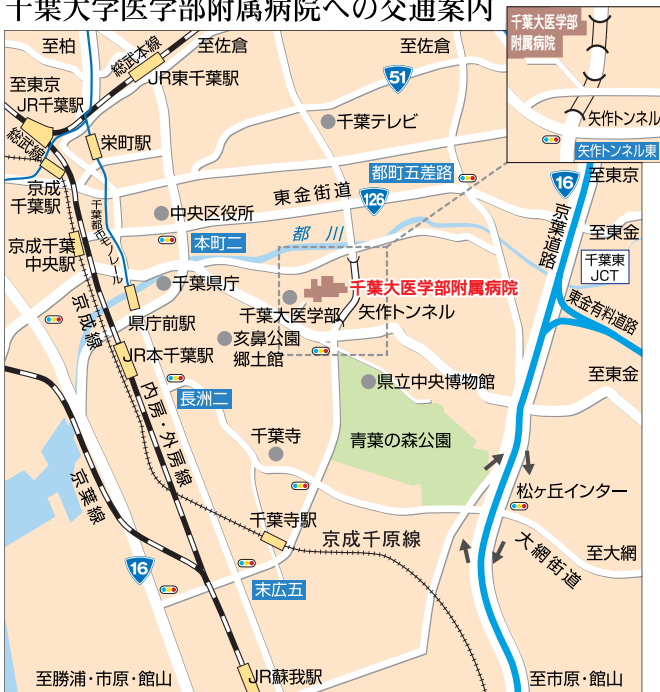 千葉大学医学部附属病院への交通案内
千葉大学医学部
附属病院
矢作トンネル
矢作トンネル東
至柏
総武本線
至佐倉
至佐倉
至東京
JR千葉駅
JR東千葉駅
51
総武線
栄町駅
千葉テレビ
都町五差路
16
至東京
京成
千葉駅
東金街道
126
千葉都市モノレール
中央区役所
都川
京葉道路
至東金
京成千葉
中央駅
本町二
千葉東
JCT
千葉県庁
千葉大医学部附属病院
東金有料道路
京成線
千葉大医学部
矢作トンネル
県庁前駅
亥鼻公園
郷土館
JR本千葉駅
至東金
県立中央博物館
内房・外房線
長洲二
千葉寺
青葉の森公園
京葉線
松ヶ丘インター
千葉寺駅
京成千原線
大網街道
至大網
16
末広五
至勝浦・市原・館山
JR蘇我駅
至市原・館山